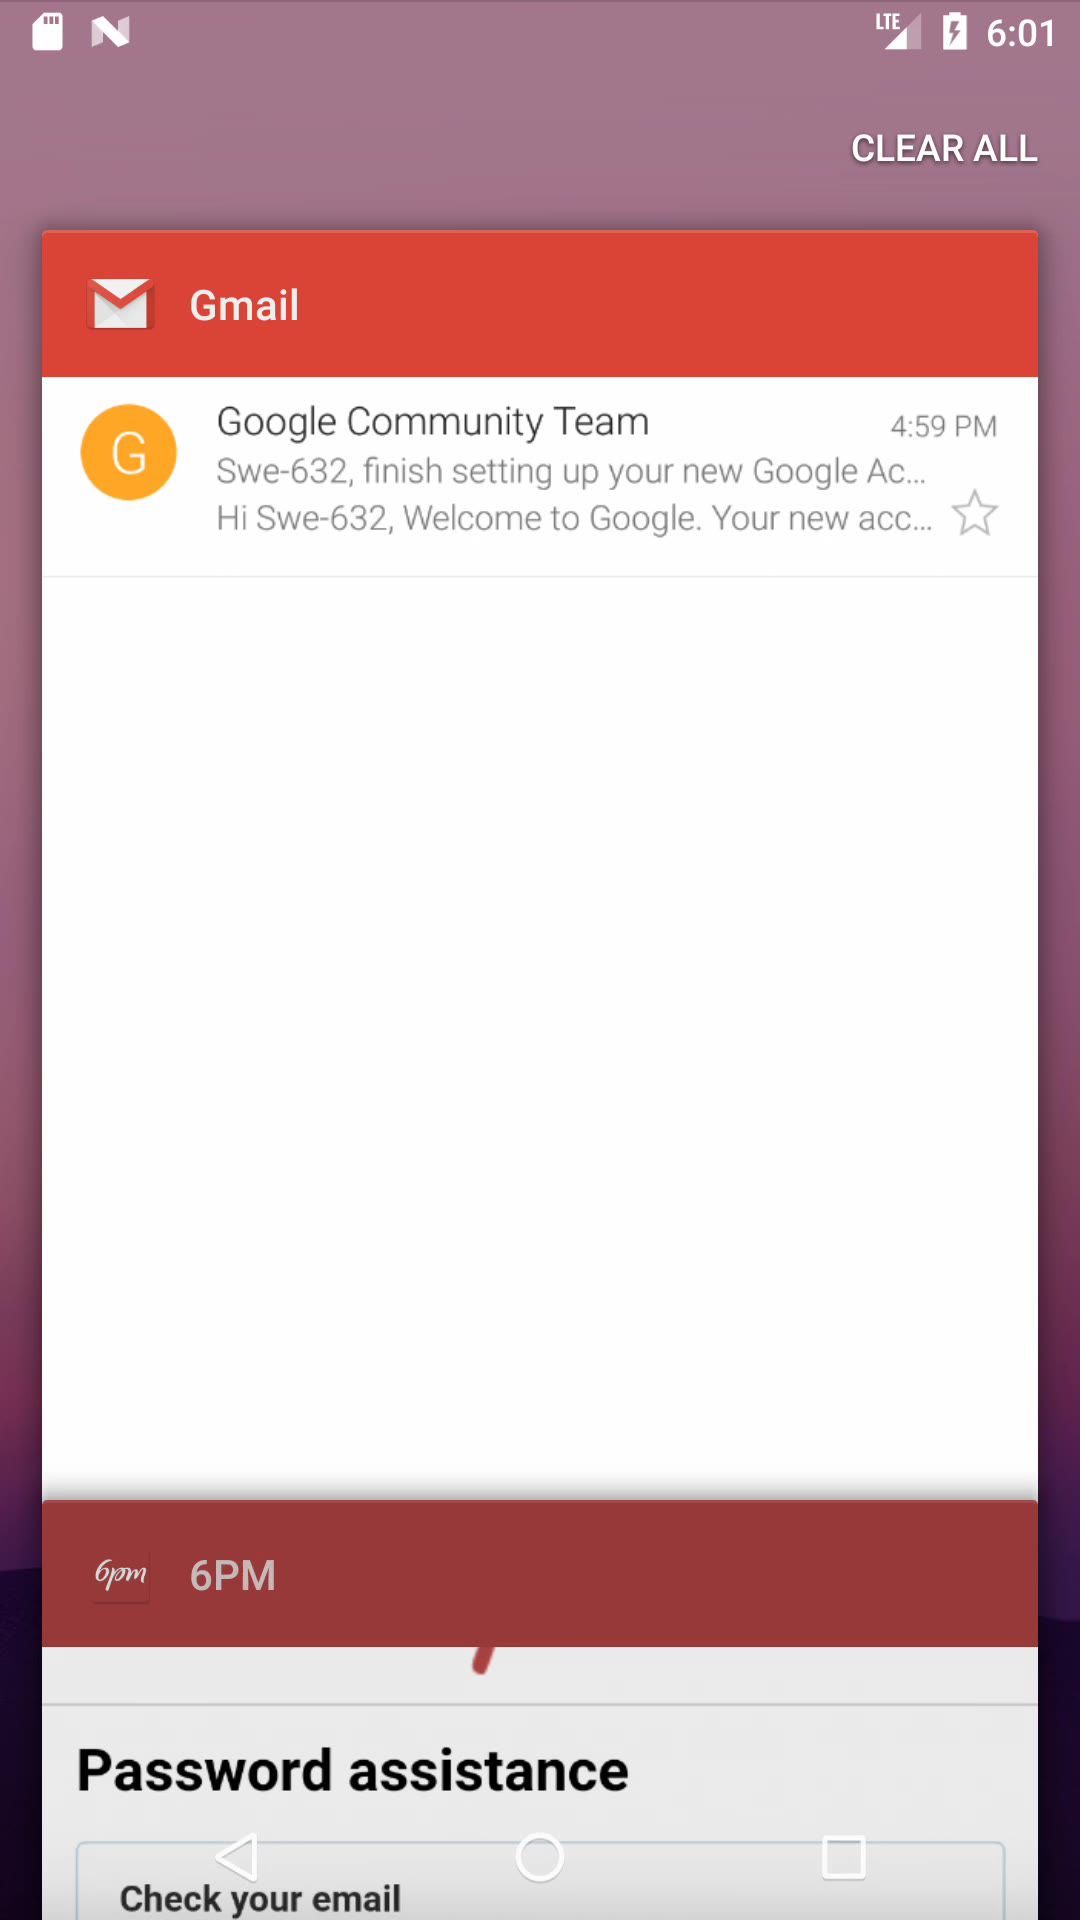 LTE 6:01
CLEAR ALL
Gmail
G
Google Community Team 4:59 PM
Swe-632, finish setting up your new Google Ac...
Hi Swe-632, Welcome to Google. Your new acc...
6pm 6PM
Password assistance
Check your email